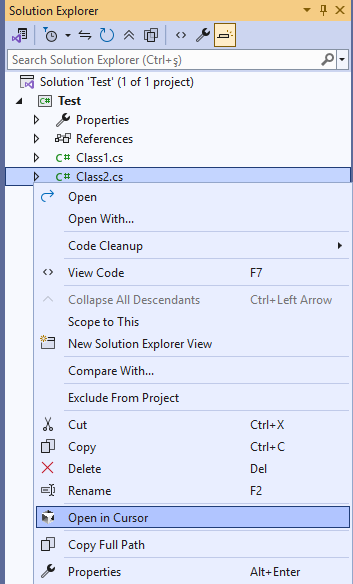 Solution Explorer
Search Solution Explorer (Ctrl+ş)
Solution 'Test' (1 of 1 project)
C# Test
Properties
References
C# Class1.cs
C# Class2.cs
Open
Open With...
Code Cleanup
View Code F7
Collapse All Descendants Ctrl+Left Arrow
Scope to This
New Solution Explorer View
Compare With...
Exclude From Project
Cut Ctrl+X
Copy Ctrl+C
Delete Del
Rename F2
Open in Cursor
Copy Full Path
Properties Alt+Enter